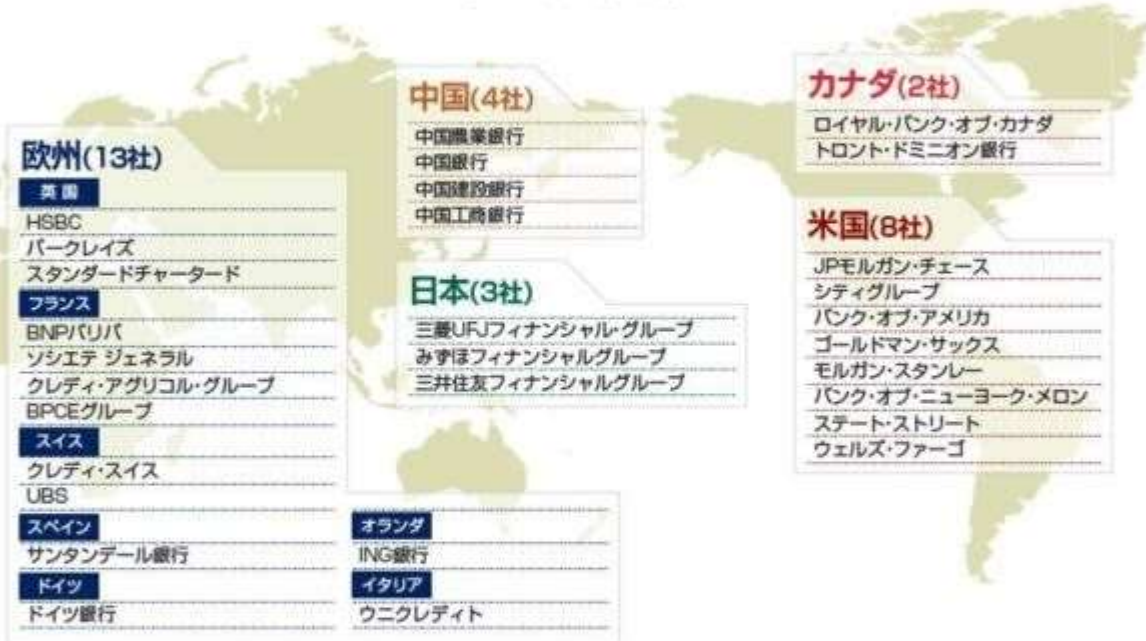 欧州(13社)
英国
HSBC
バークレイズ
スタンダードチャータード
フランス
BNPパリバ
ソシエテ ジェネラル
クレディ・アグリコル・グループ
BPCEグループ
スイス
クレディ・スイス
UBS
スペイン
サンタンデール銀行
ドイツ
ドイツ銀行
オランダ
ING銀行
イタリア
ウニクレディト
中国(4社)
中国農業銀行
中国銀行
中国建設銀行
中国工商銀行
日本(3社)
三菱UFJフィナンシャル・グループ
みずほフィナンシャルグループ
三井住友フィナンシャルグループ
カナダ(2社)
ロイヤル・バンク・オブ・カナダ
トロント・ドミニオン銀行
米国(8社)
JPモルガン・チェース
シティグループ
バンク・オブ・アメリカ
ゴールドマン・サックス
モルガン・スタンレー
バンク・オブ・ニューヨーク・メロン
ステート・ストリート
ウェルズ・ファーゴ